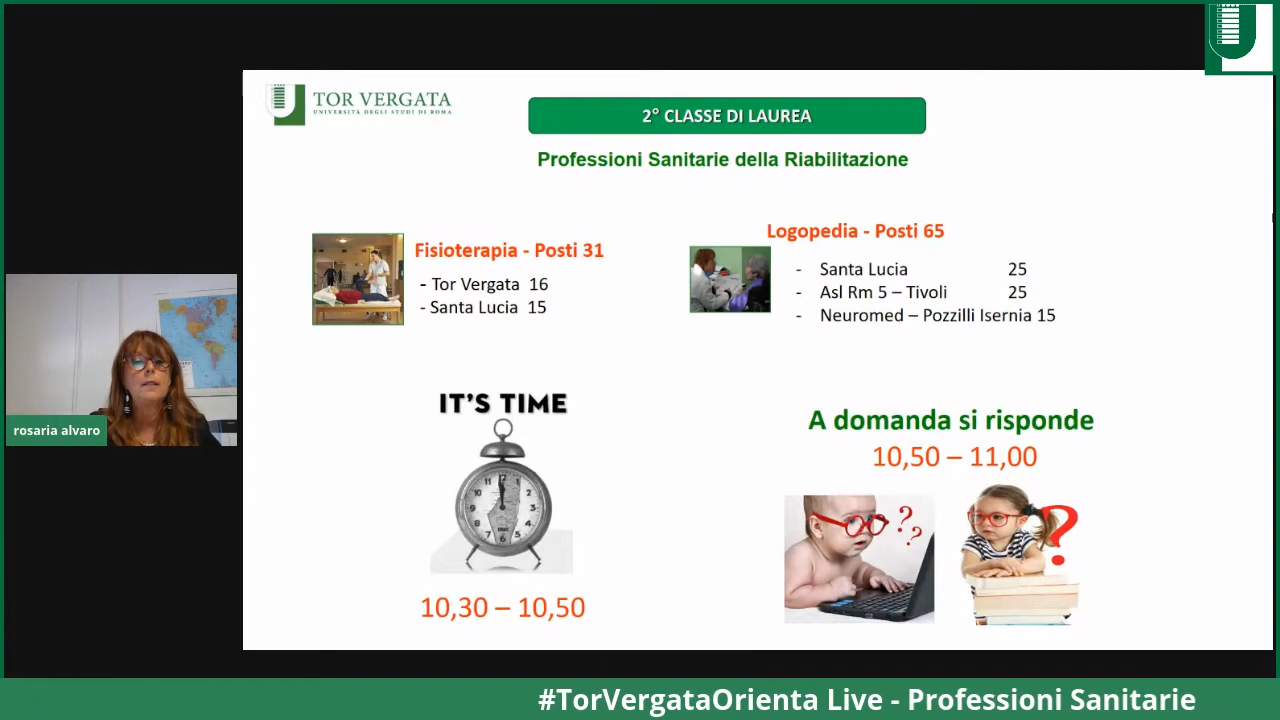 TOR VERGATA
UNIVERSITÀ DEGLI STUDI DI ROMA
2° CLASSE DI LAUREA
Professioni Sanitarie della Riabilitazione
Fisioterapia - Posti 31
- Tor Vergata 16
- Santa Lucia 15
Logopedia - Posti 65
- Santa Lucia 25
- Asl Rm 5 – Tivoli 25
- Neuromed – Pozzilli Isernia 15
rosaria alvaro
IT'S TIME
10,30 – 10,50
A domanda si risponde
10,50 – 11,00
#TorVergataOrienta Live - Professioni Sanitarie